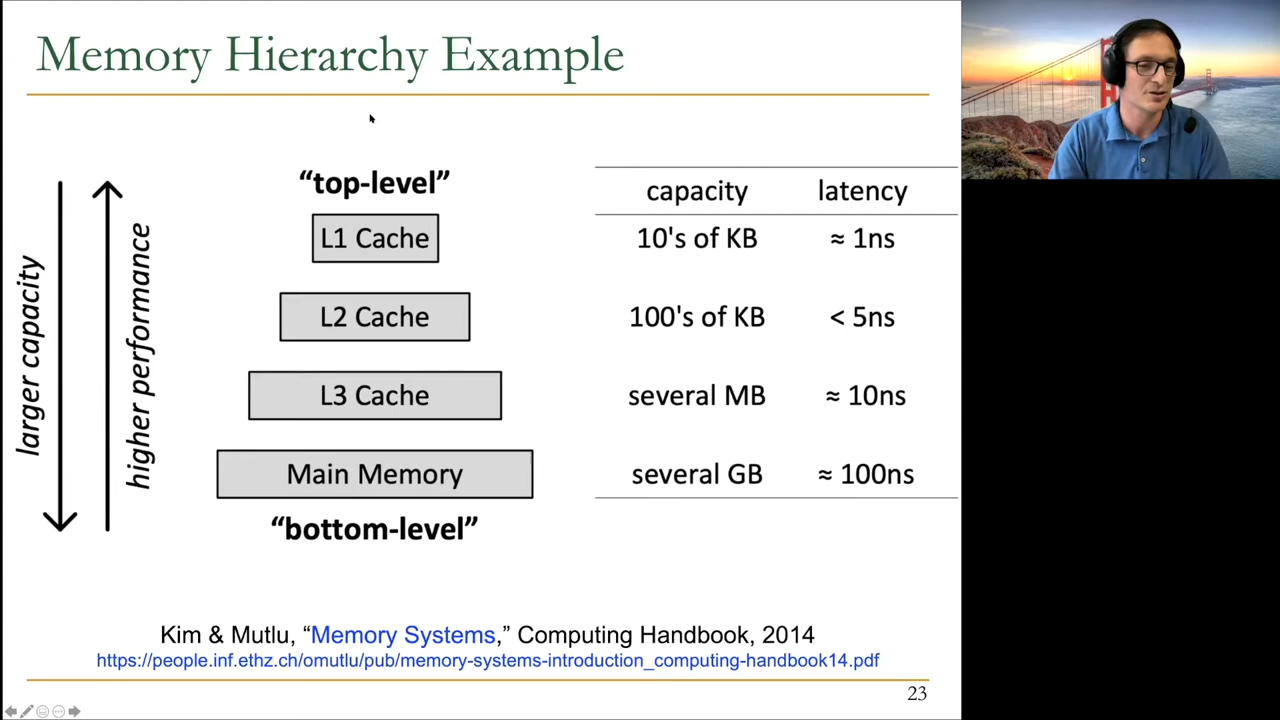 Memory Hierarchy Example
larger capacity
higher performance
“top-level”
L1 Cache
L2 Cache
L3 Cache
Main Memory
“bottom-level”
capacity latency
10's of KB ≈ 1ns
100's of KB < 5ns
several MB ≈ 10ns
several GB ≈ 100ns
Kim & Mutlu, “Memory Systems,” Computing Handbook, 2014
https://people.inf.ethz.ch/omutlu/pub/memory-systems-introduction_computing-handbook14.pdf
23